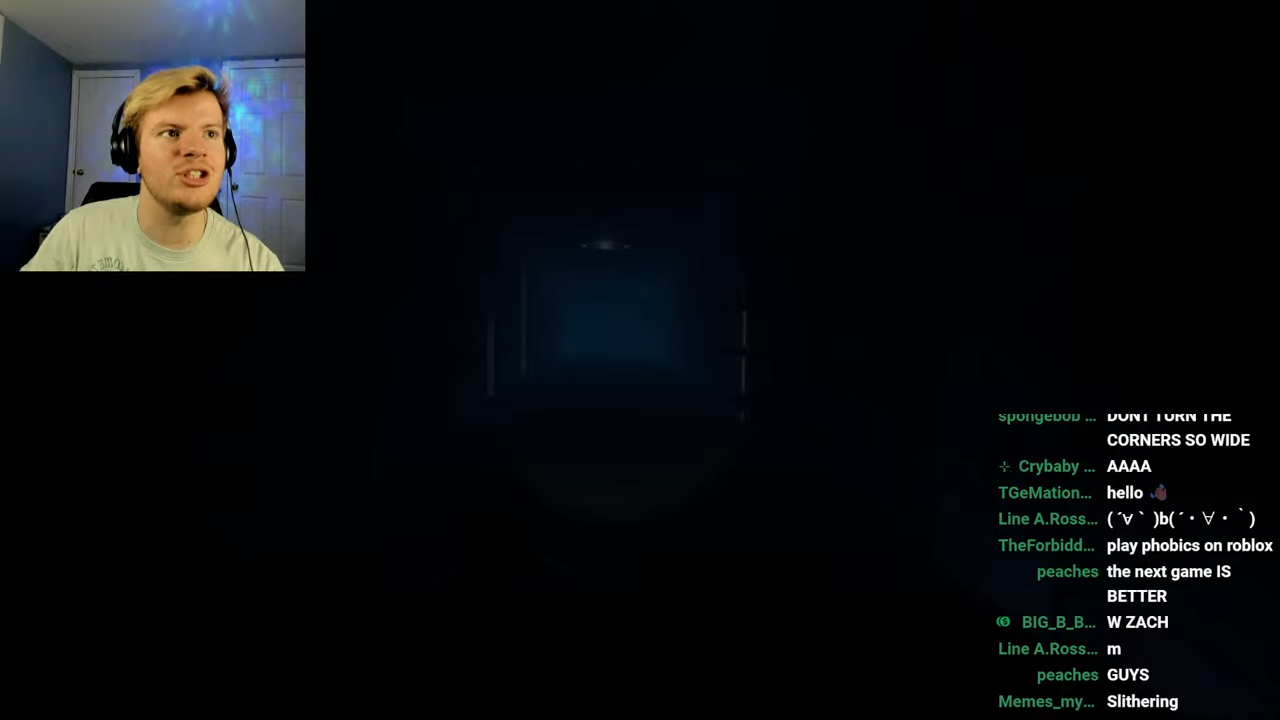 spongebob ... DONT TURN THE
CORNERS SO WIDE
Crybaby ... AAAA
TGeMation... hello
Line A.Ross... ( ´∀｀ )b( ´・∀・｀)
TheForbidd... play phobics on roblox
peaches the next game IS
BETTER
BIG_B_B... W ZACH
Line A.Ross... m
peaches GUYS
Memes_my... Slithering